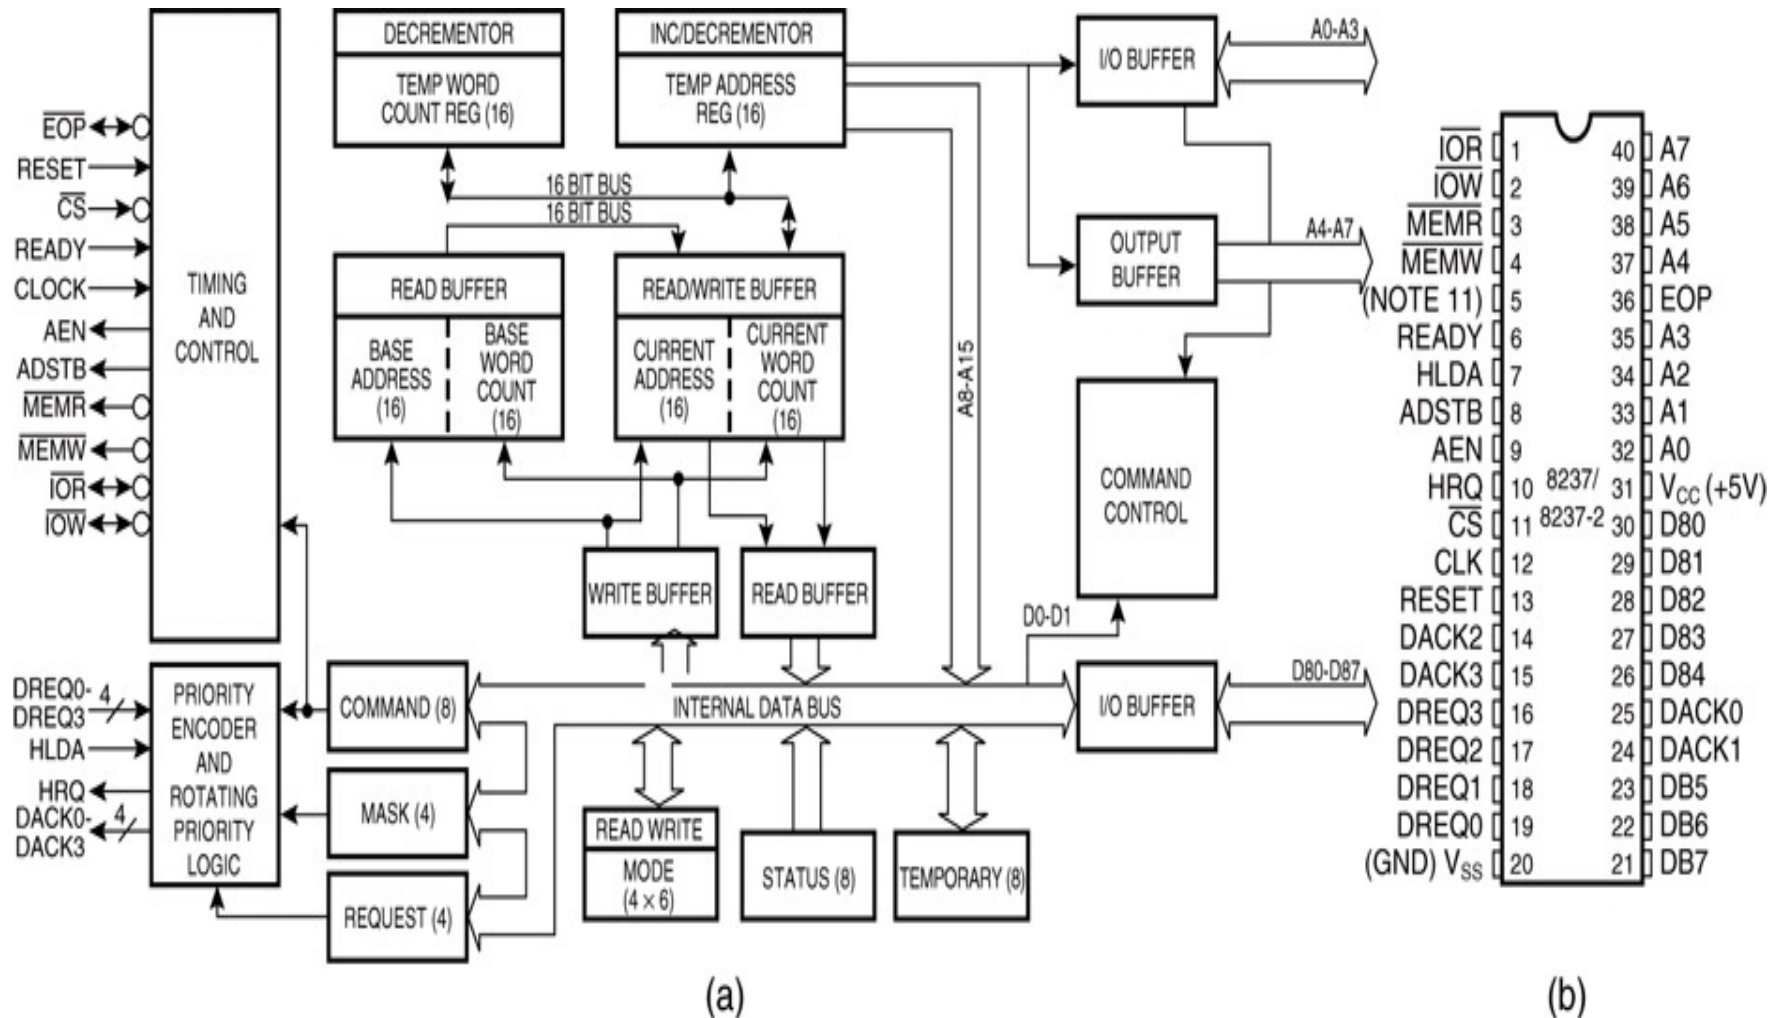 EOP
RESET
CS
READY
CLOCK
AEN
ADSTB
MEMR
MEMW
IOR
IOW
TIMING
AND
CONTROL
DREQ0-
DREQ3
4
HLDA
HRQ
DACK0-
DACK3
4
PRIORITY
ENCODER
AND
ROTATING
PRIORITY
LOGIC
DECREMENTOR
TEMP WORD
COUNT REG (16)
INC/DECREMENTOR
TEMP ADDRESS
REG (16)
16 BIT BUS
16 BIT BUS
READ BUFFER
BASE
ADDRESS
(16)
BASE
WORD
COUNT
(16)
READ/WRITE BUFFER
CURRENT
ADDRESS
(16)
CURRENT
WORD
COUNT
(16)
WRITE BUFFER
READ BUFFER
A8-A15
COMMAND (8)
MASK (4)
REQUEST (4)
INTERNAL DATA BUS
READ WRITE
MODE
(4 × 6)
STATUS (8)
TEMPORARY (8)
I/O BUFFER
A0-A3
OUTPUT
BUFFER
A4-A7
COMMAND
CONTROL
D0-D1
I/O BUFFER
D80-D87
(a)
IOR 1
IOW 2
MEMR 3
MEMW 4
(NOTE 11) 5
READY 6
HLDA 7
ADSTB 8
AEN 9
HRQ 10
CS 11
CLK 12
RESET 13
DACK2 14
DACK3 15
DREQ3 16
DREQ2 17
DREQ1 18
DREQ0 19
(GND) VSS 20
8237/
8237-2
40 A7
39 A6
38 A5
37 A4
36 EOP
35 A3
34 A2
33 A1
32 A0
31 VCC (+5V)
30 D80
29 D81
28 D82
27 D83
26 D84
25 DACK0
24 DACK1
23 DB5
22 DB6
21 DB7
(b)